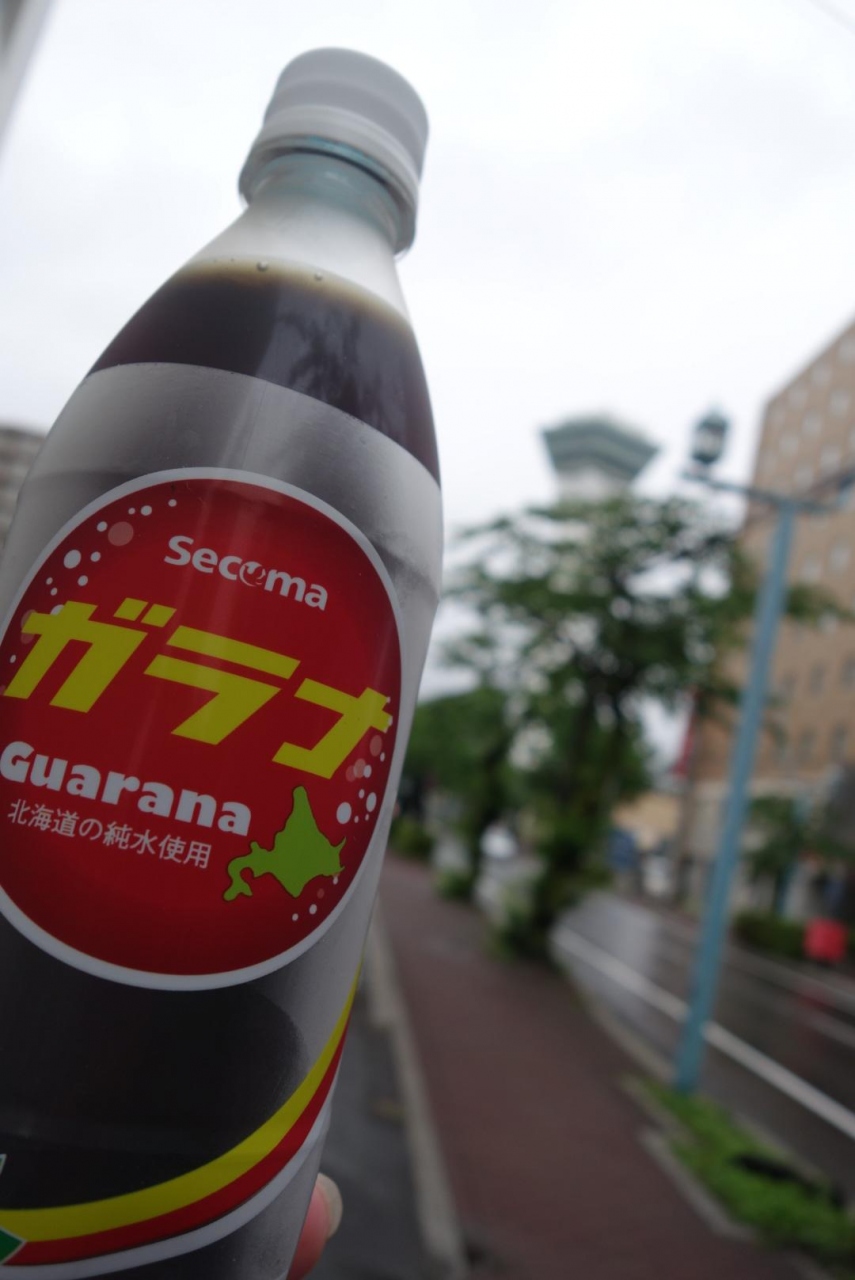 Secoma
ガラナ
Guarana
北海道の純水使用